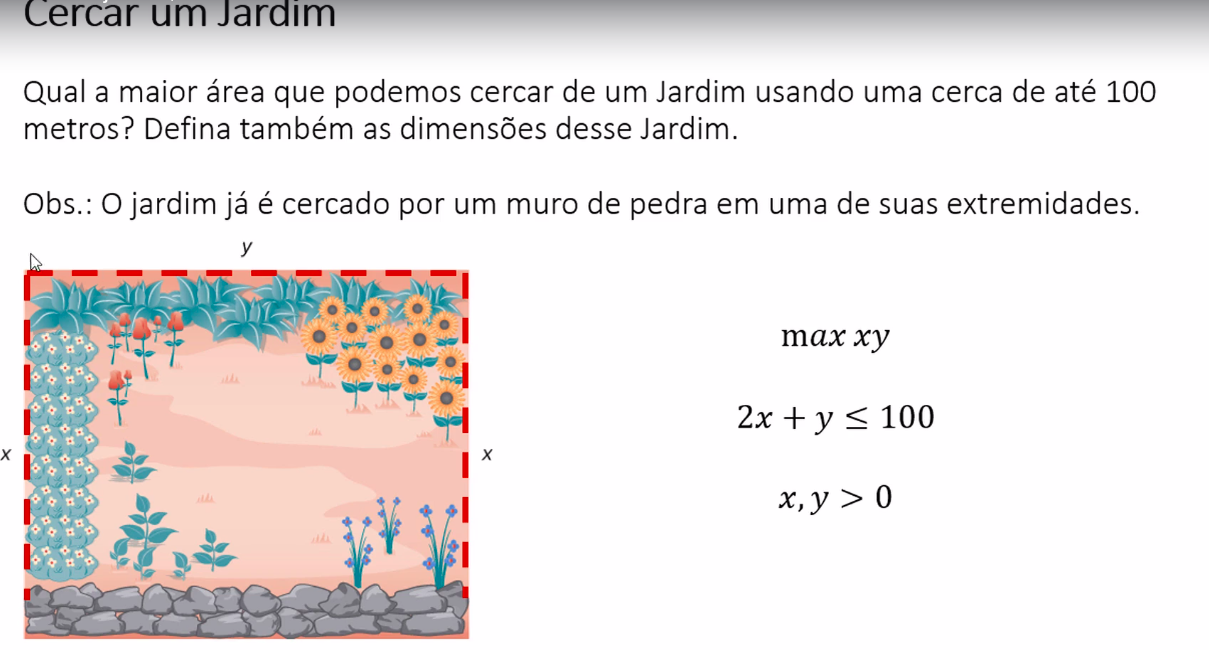 Cercar um Jardim
Qual a maior área que podemos cercar de um Jardim usando uma cerca de até 100
metros? Defina também as dimensões desse Jardim.
Obs.: O jardim já é cercado por um muro de pedra em uma de suas extremidades.
y
x
x
max xy
2x + y ≤ 100
x, y > 0